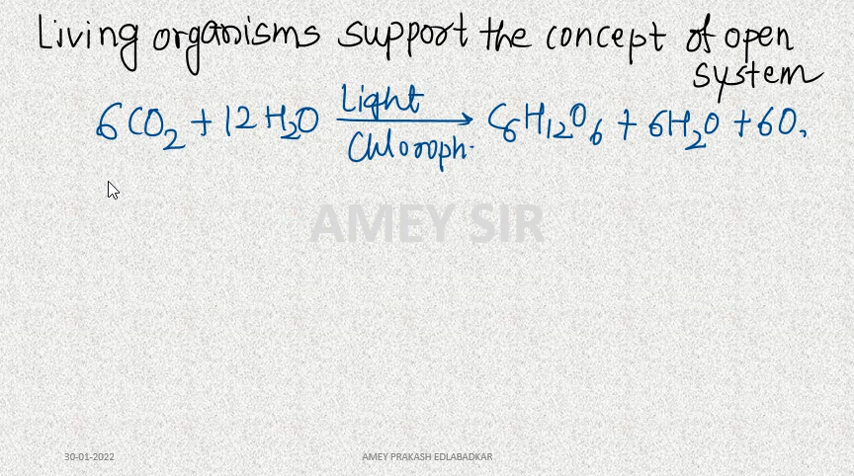 Living organisms support the concept of open
system
6CO₂ + 12H₂O Light C₆H₁₂O₆ + 6H₂O + 6O₂
Chloroph.
AMEY SIR
30-01-2022 AMEY PRAKASH EDLABADKAR